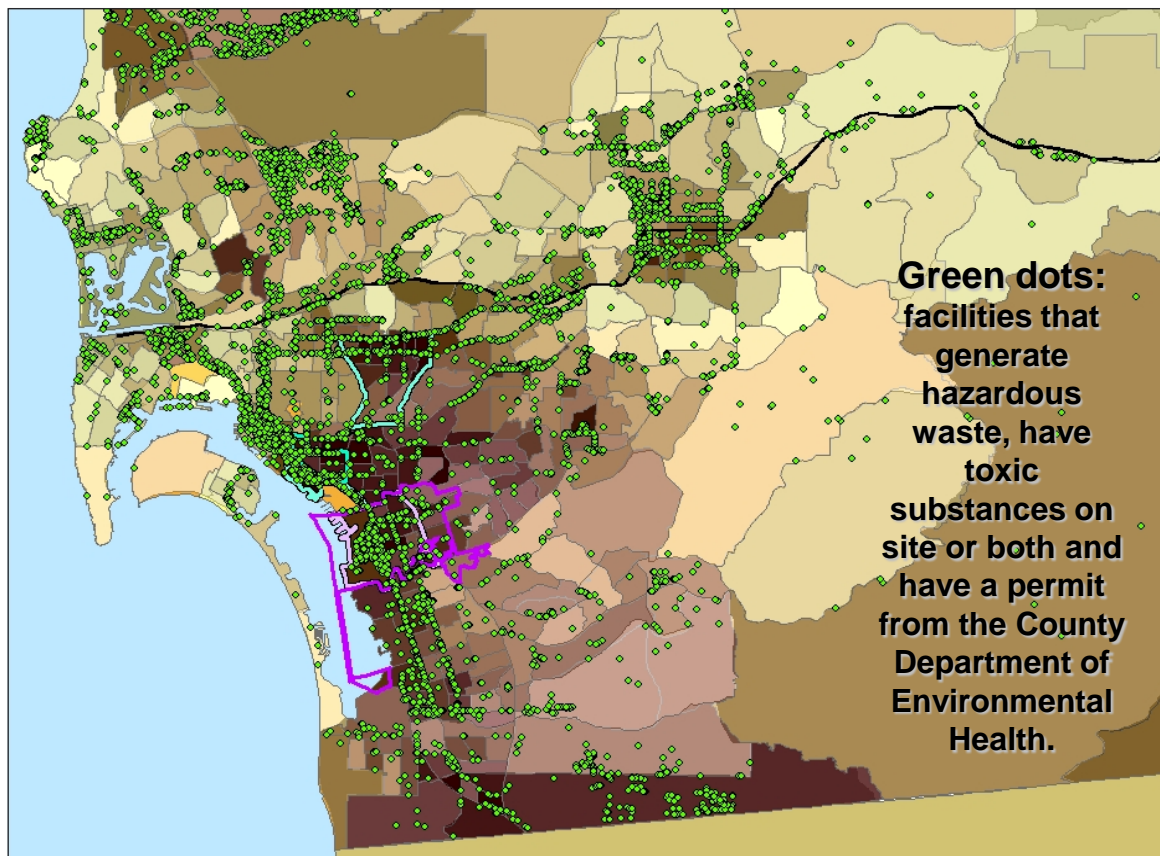 Green dots:
facilities that
generate
hazardous
waste, have
toxic
substances on
site or both and
have a permit
from the County
Department of
Environmental
Health.